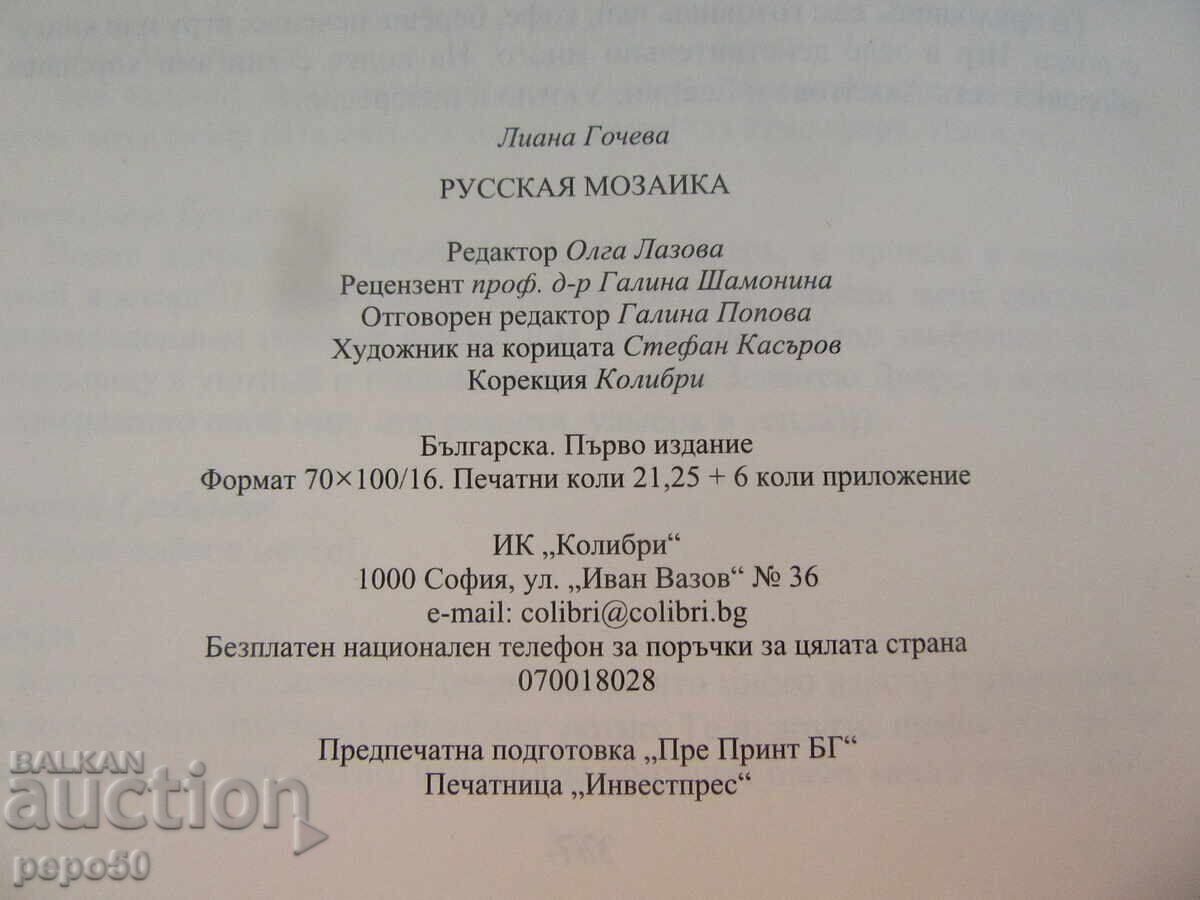 Лиана Гочева
РУССКАЯ МОЗАИКА
Редактор Олга Лазова
Рецензент проф. д-р Галина Шамонина
Отговорен редактор Галина Попова
Художник на корицата Стефан Касъров
Корекция Колибри
Българска. Първо издание
Формат 70×100/16. Печатни коли 21,25 + 6 коли приложение
ИК „Колибри“
1000 София, ул. „Иван Вазов“ № 36
e-mail: colibri@colibri.bg
Безплатен национален телефон за поръчки за цялата страна
070018028
Предпечатна подготовка „Пре Принт БГ“
Печатница „Инвестпрес“
BALKAN
auction
pepo50